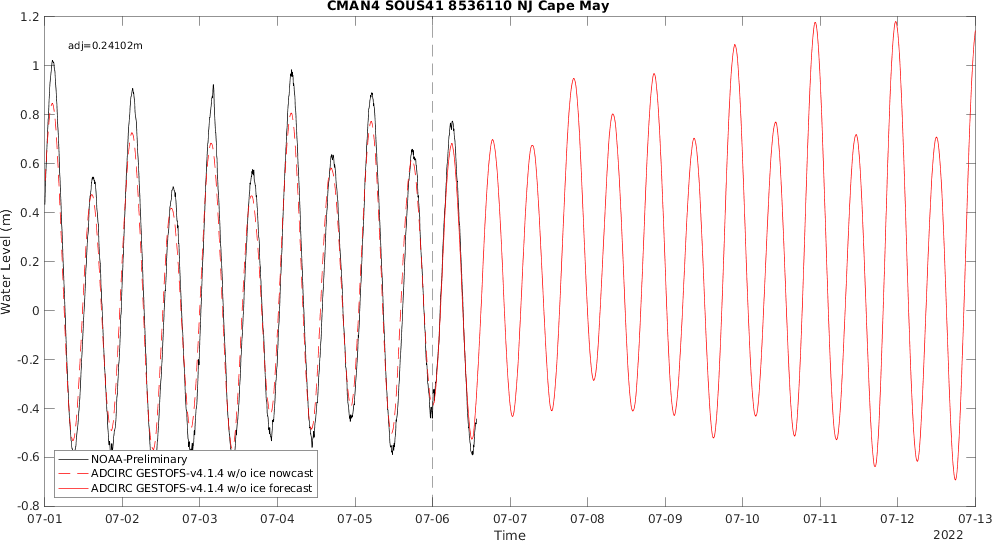 CMAN4 SOUS41 8536110 NJ Cape May
adj=0.24102m
1.2
1
0.8
0.6
0.4
0.2
0
-0.2
-0.4
-0.6
-0.8
Water Level (m)
NOAA-Preliminary
ADCIRC GESTOFS-v4.1.4 w/o ice nowcast
ADCIRC GESTOFS-v4.1.4 w/o ice forecast
07-01 07-02 07-03 07-04 07-05 07-06 07-07 07-08 07-09 07-10 07-11 07-12 07-13
Time
2022